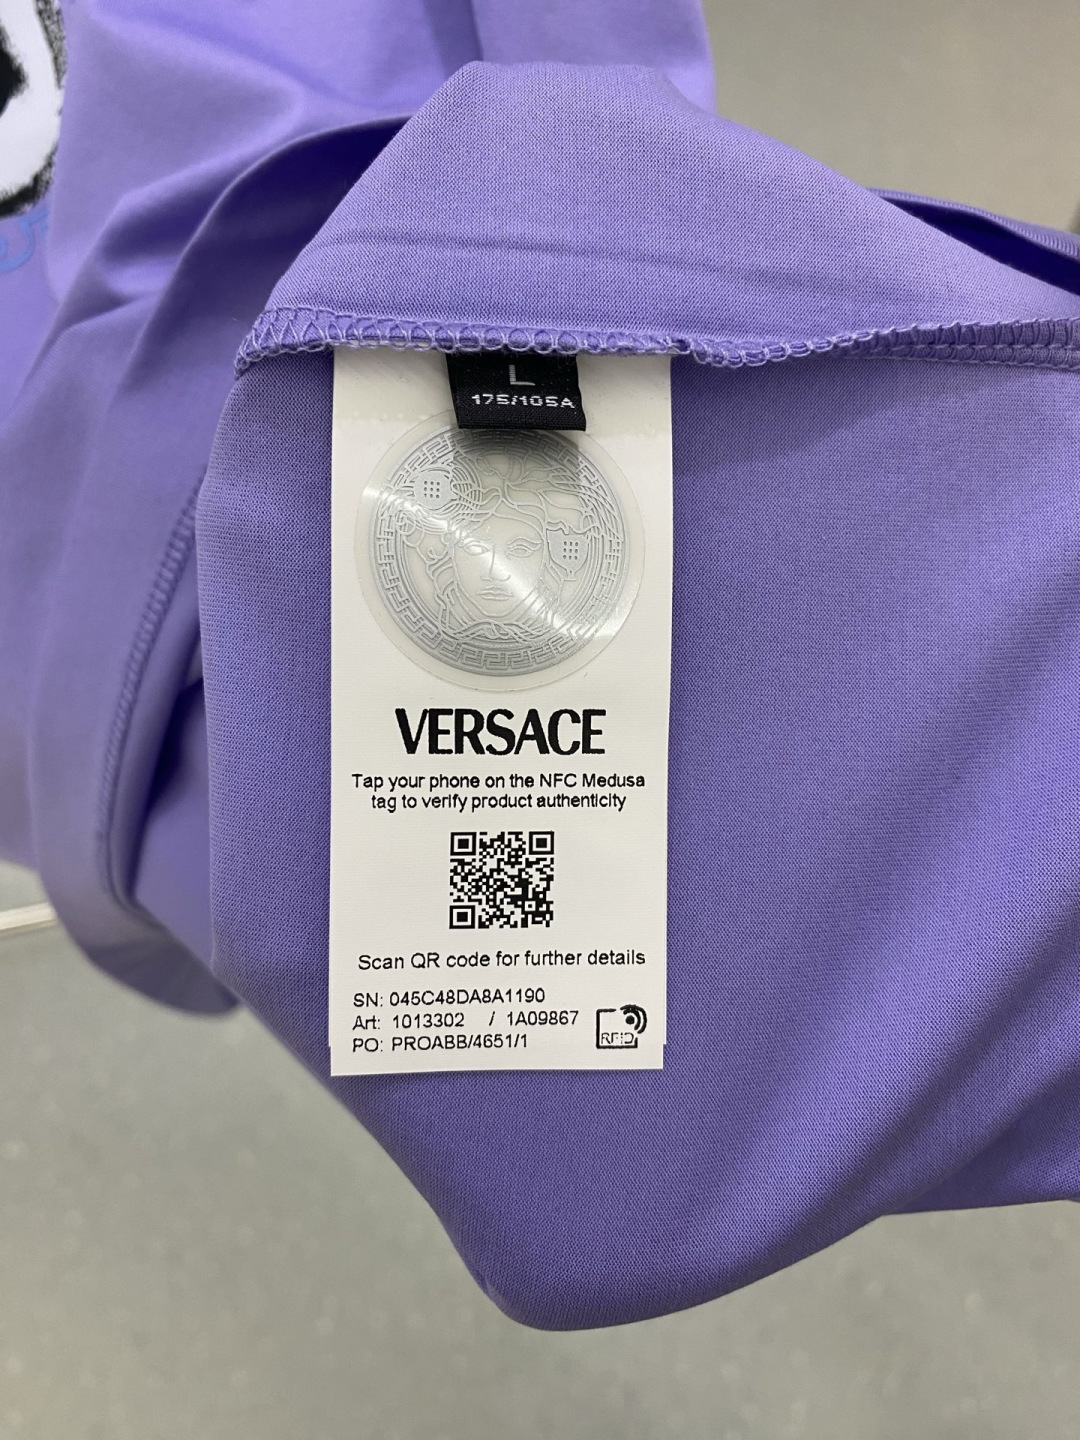 L
175/105A
VERSACE
Tap your phone on the NFC Medusa
tag to verify product authenticity
Scan QR code for further details
SN: 045C48DA8A1190
Art: 1013302 / 1A09867
PO: PROABB/4651/1
RFID